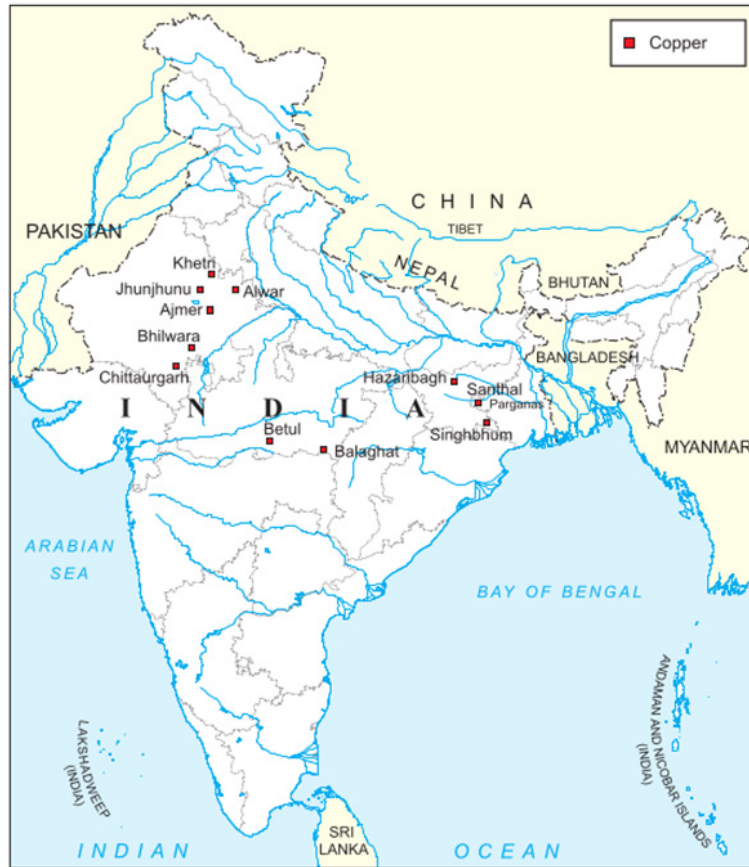 Copper
CHINA
TIBET
PAKISTAN
NEPAL
BHUTAN
BANGLADESH
MYANMAR
Khetri
Jhunjhunu
Alwar
Ajmer
Bhilwara
Chittaurgarh
Hazaribagh
Santhal
Parganas
Singhbhum
INDIA
Betul
Balaghat
ARABIAN
SEA
BAY OF BENGAL
LAKSHADWEEP
(INDIA)
ANDAMAN AND NICOBAR ISLANDS
(INDIA)
SRI
LANKA
INDIAN OCEAN